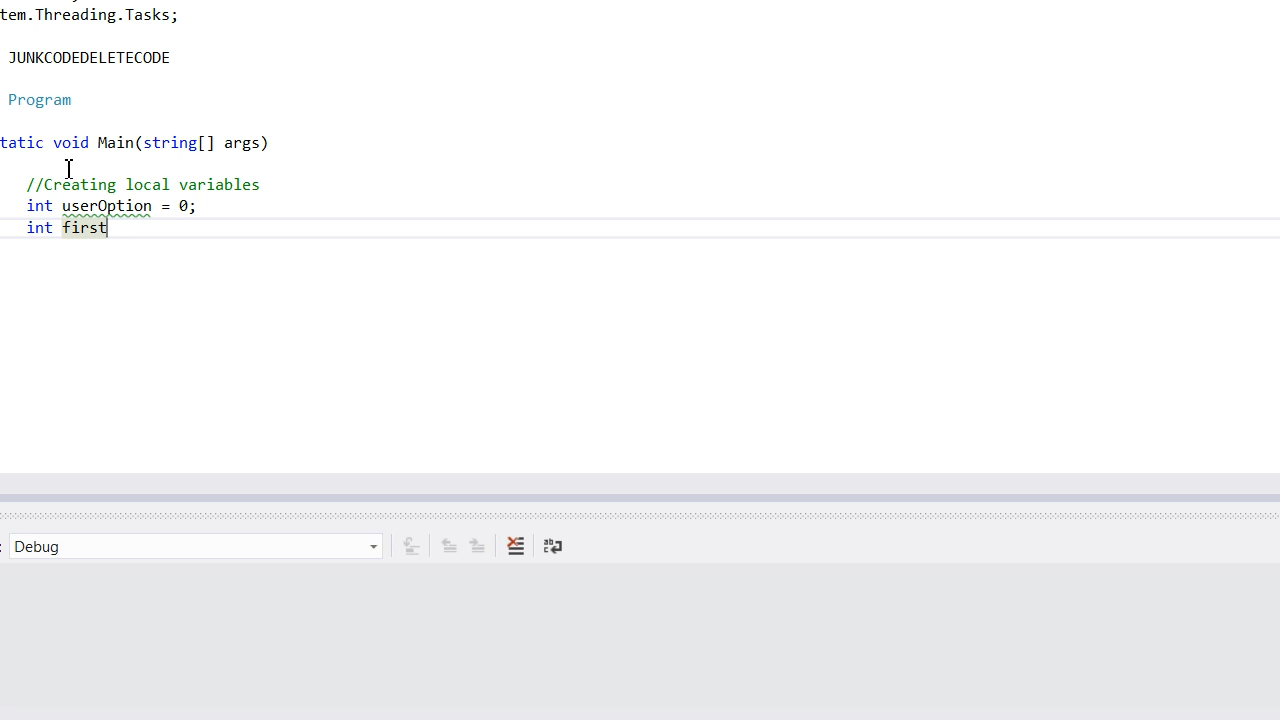 tem.Threading.Tasks;
JUNKCODEDELETECODE
Program
tatic void Main(string[] args)
//Creating local variables
int userOption = 0;
int first
: Debug